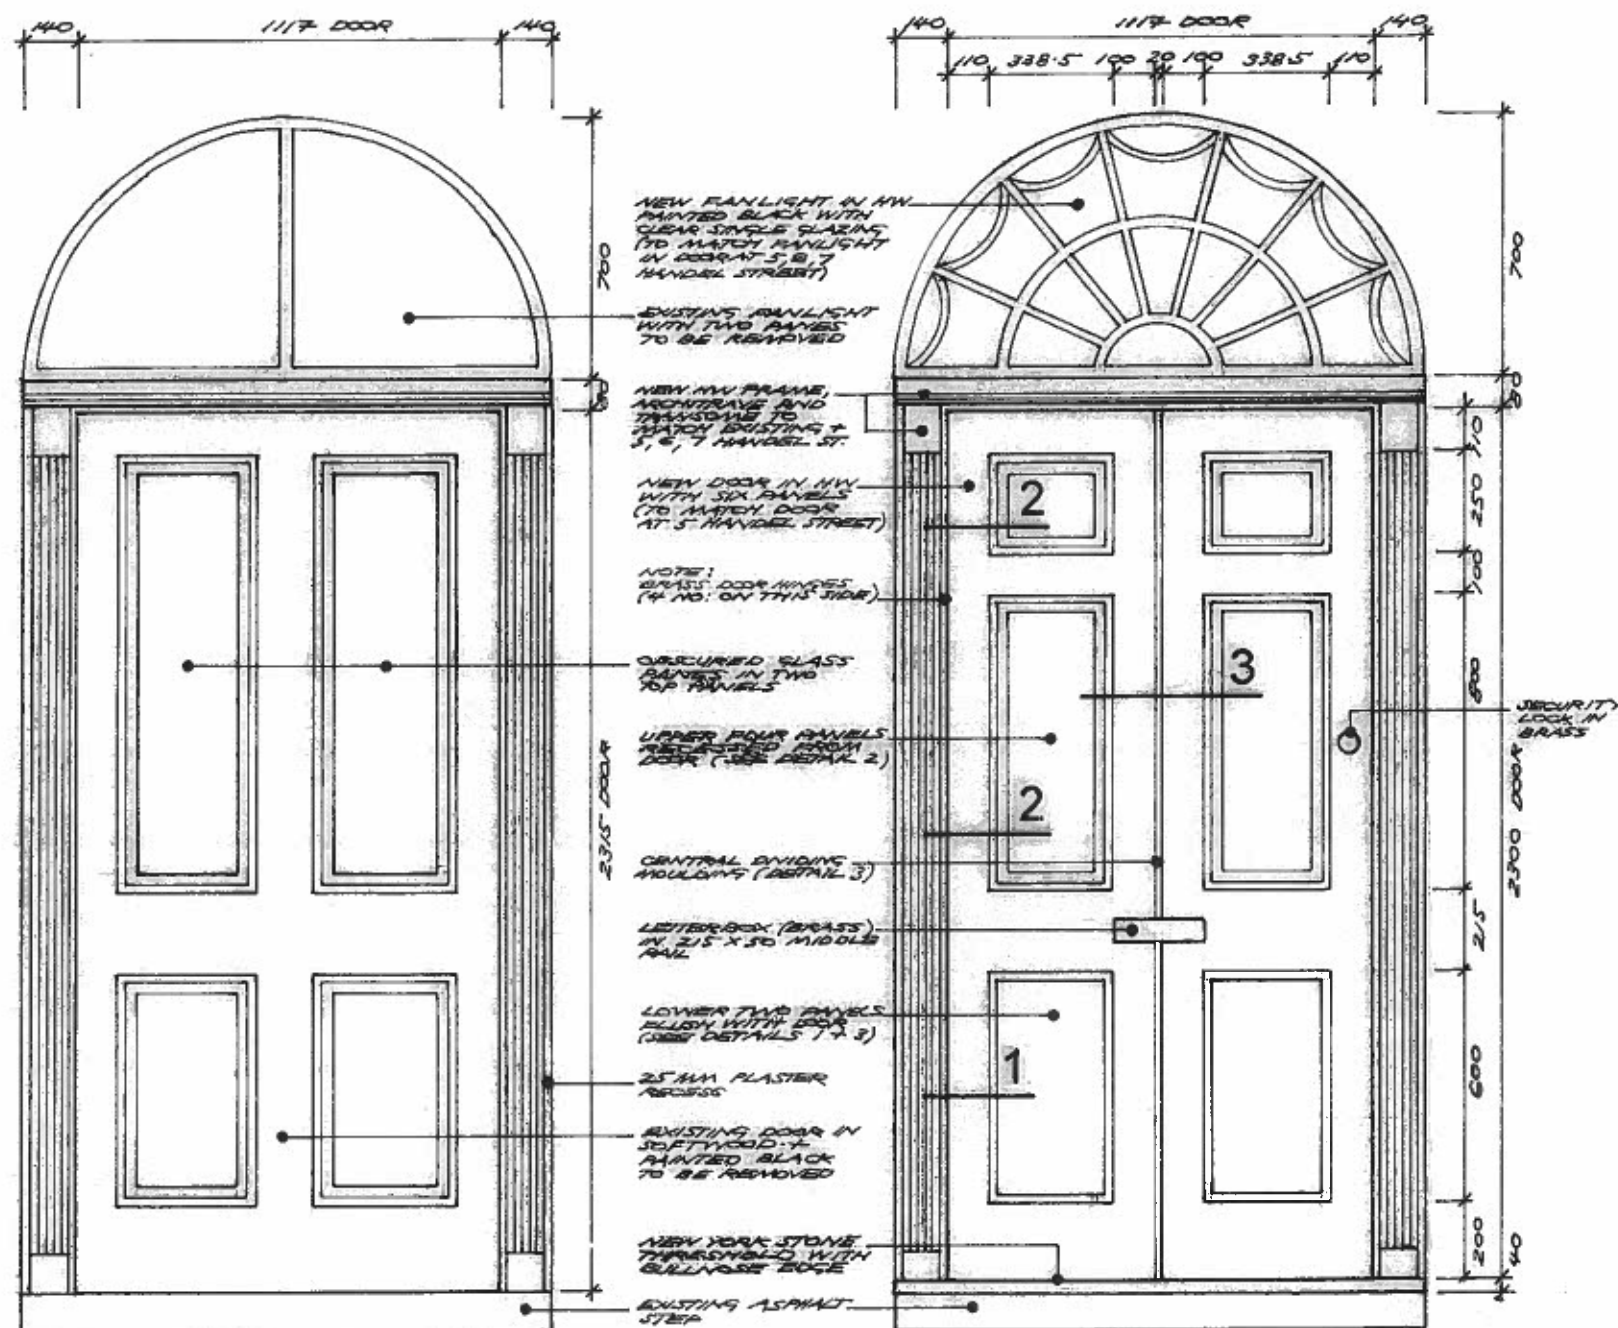 140
1117 DOOR
140
140
1117 DOOR
140
110
338.5
100
20
100
338.5
110
NEW FANLIGHT IN HW
PAINTED BLACK WITH
CLEAR SINGLE GLAZING
(TO MATCH FANLIGHT
IN DOOR AT 5, 6, 7
HANDEL STREET)
EXISTING FANLIGHT
WITH TWO PANES
TO BE REMOVED
NEW HW FRAME,
ARCHITRAVE AND
TRANSOME TO
MATCH EXISTING +
5, 6, 7 HANDEL ST.
NEW DOOR IN HW
WITH SIX PANELS
(TO MATCH DOOR
AT 5 HANDEL STREET)
NOTE:
BRASS DOOR HINGES
(4 NO: ON THIS SIDE)
OBSCURED GLASS
PANES IN TWO
TOP PANELS
UPPER FOUR PANELS
RECESSED FROM
DOOR (SEE DETAIL 2)
CENTRAL DIVIDING
MOULDING (DETAIL 3)
LETTERBOX (BRASS)
IN 215 X 50 MIDDLE
RAIL
LOWER TWO PANELS
FLUSH WITH DOOR
(SEE DETAILS 1 + 3)
25 MM PLASTER
RECESS
EXISTING DOOR IN
SOFTWOOD +
PAINTED BLACK
TO BE REMOVED
NEW YORK STONE
THRESHOLD WITH
BULLNOSE EDGE
EXISTING ASPHALT
STEP
700
80
2315 DOOR
2
3
2
1
SECURITY
LOCK IN
BRASS
700
80
110
250
100
800
215
600
200
2300 DOOR
40